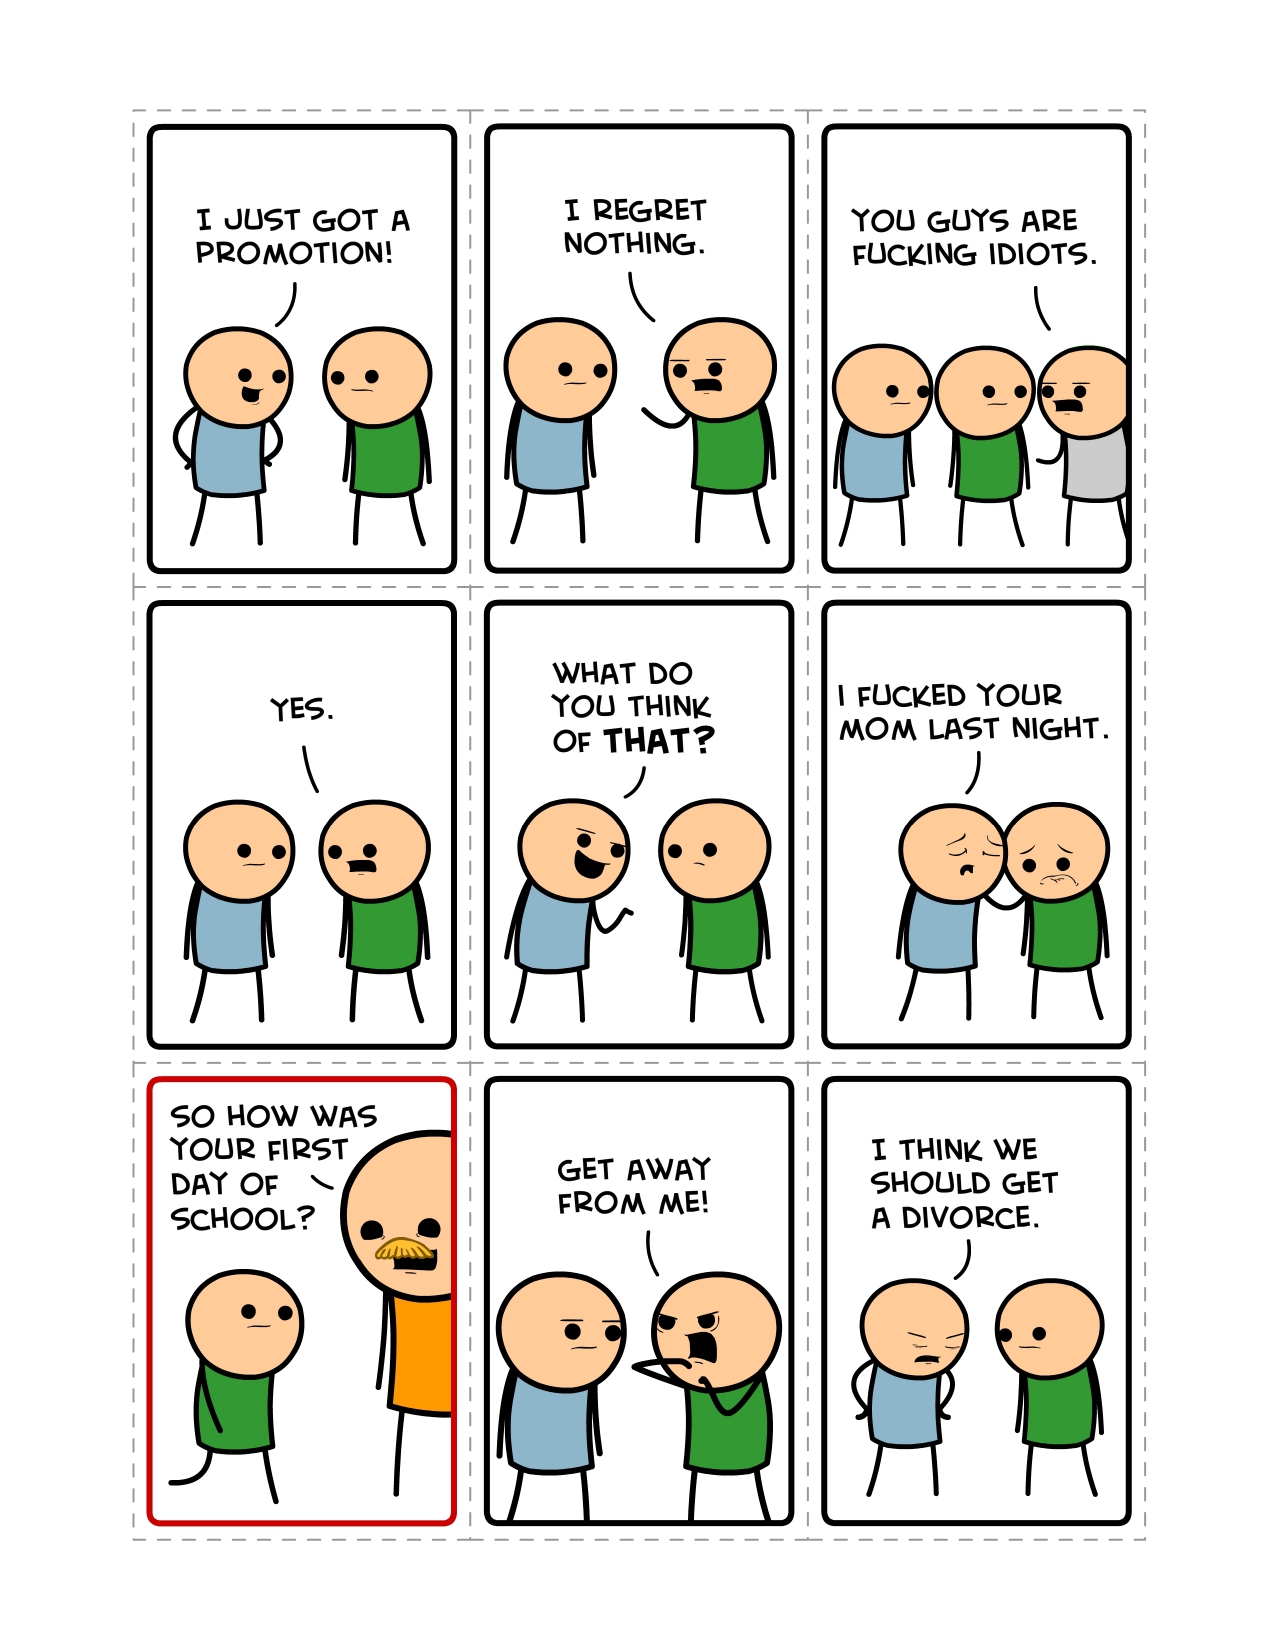 I JUST GOT A
PROMOTION!
I REGRET
NOTHING.
YOU GUYS ARE
FUCKING IDIOTS.
YES.
WHAT DO
YOU THINK
OF THAT?
I FUCKED YOUR
MOM LAST NIGHT.
SO HOW WAS
YOUR FIRST
DAY OF
SCHOOL?
GET AWAY
FROM ME!
I THINK WE
SHOULD GET
A DIVORCE.